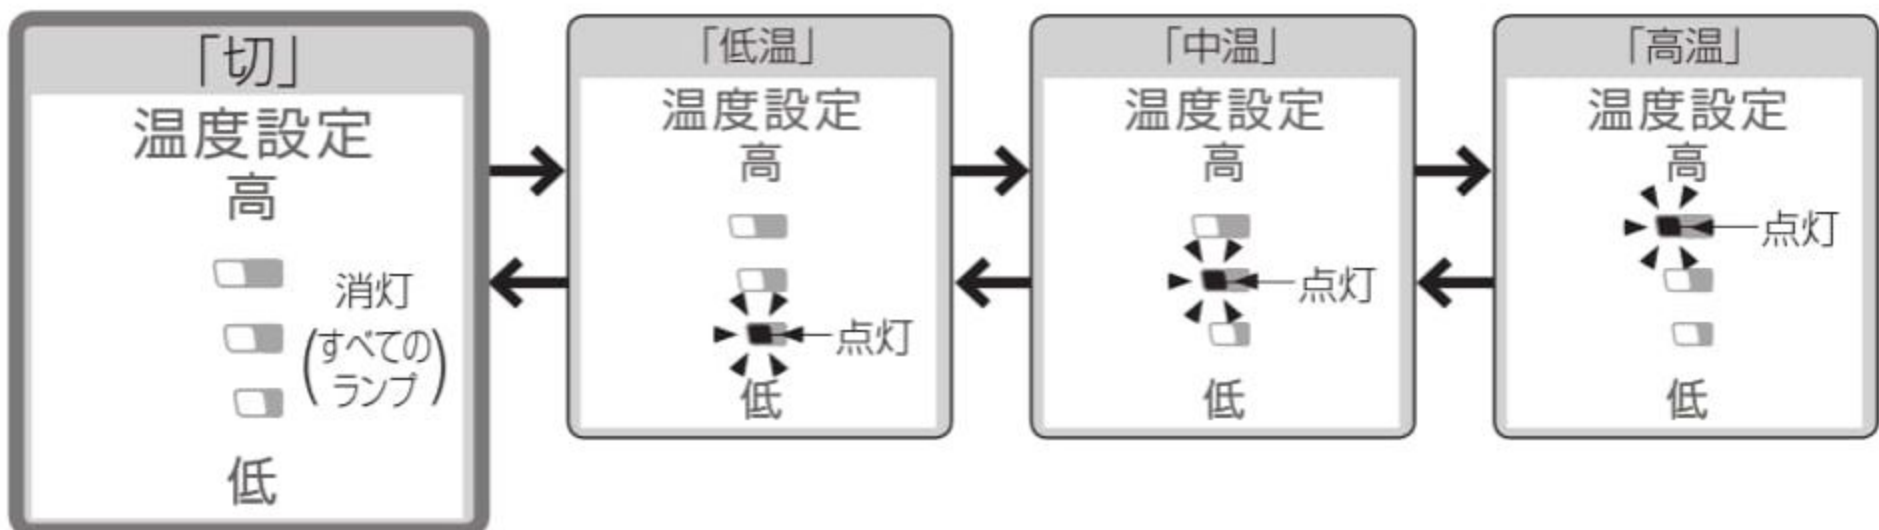 「切」
温度設定
高
消灯
(すべての
ランプ)
低
「低温」
温度設定
高
点灯
低
「中温」
温度設定
高
点灯
低
「高温」
温度設定
高
点灯
低